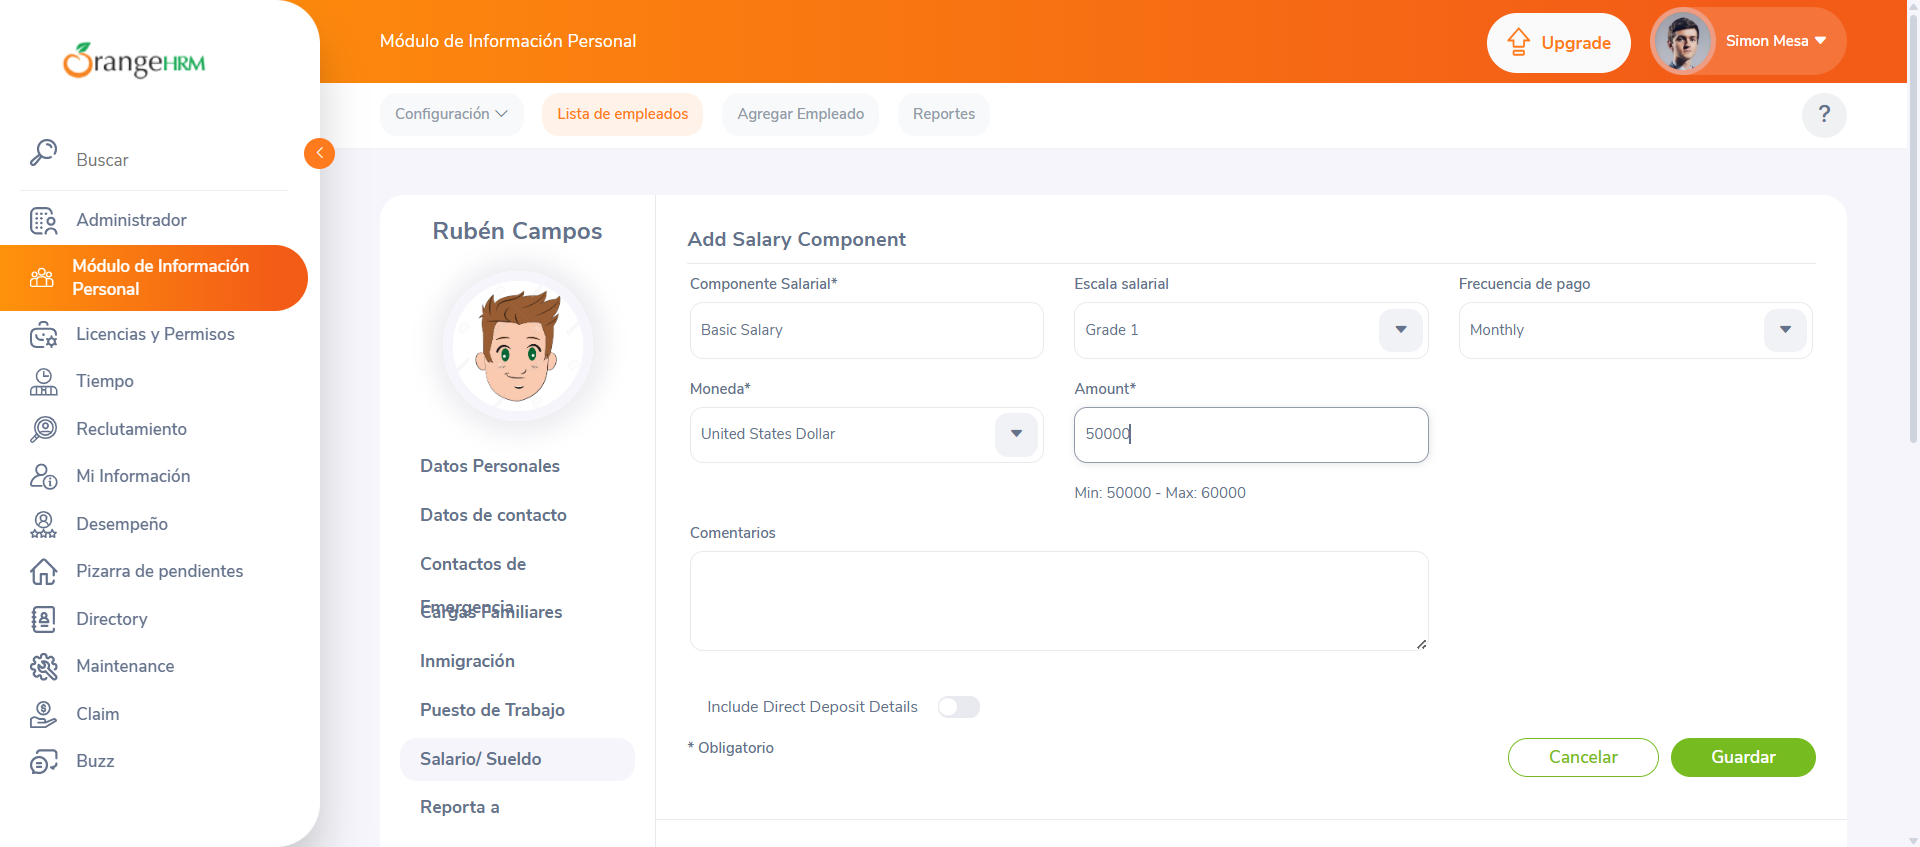 OrangeHRM
Módulo de Información Personal
Upgrade
Simon Mesa
Configuración
Lista de empleados
Agregar Empleado
Reportes
?
Buscar
Administrador
Módulo de Información
Personal
Licencias y Permisos
Tiempo
Reclutamiento
Mi Información
Desempeño
Pizarra de pendientes
Directory
Maintenance
Claim
Buzz
Rubén Campos
Datos Personales
Datos de contacto
Contactos de
Emergencia
Cargas Familiares
Inmigración
Puesto de Trabajo
Salario/ Sueldo
Reporta a
Add Salary Component
Componente Salarial*
Escala salarial
Frecuencia de pago
Basic Salary
Grade 1
Monthly
Moneda*
Amount*
United States Dollar
50000
Min: 50000 - Max: 60000
Comentarios
Include Direct Deposit Details
* Obligatorio
Cancelar
Guardar